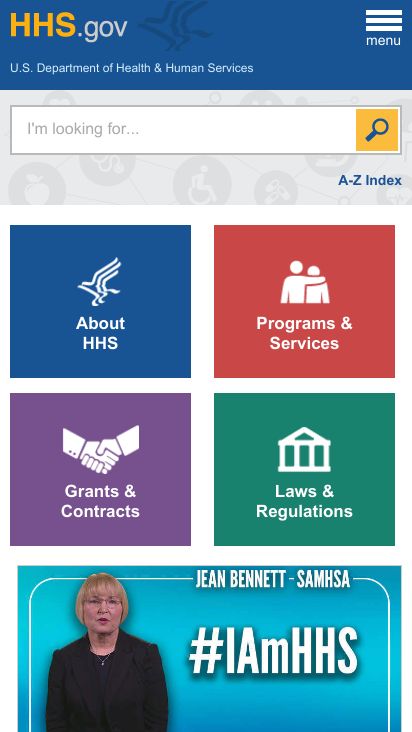 HHS.gov
menu
U.S. Department of Health & Human Services
I'm looking for...
A-Z Index
About
HHS
Programs &
Services
Grants &
Contracts
Laws &
Regulations
JEAN BENNETT - SAMHSA
#IAmHHS